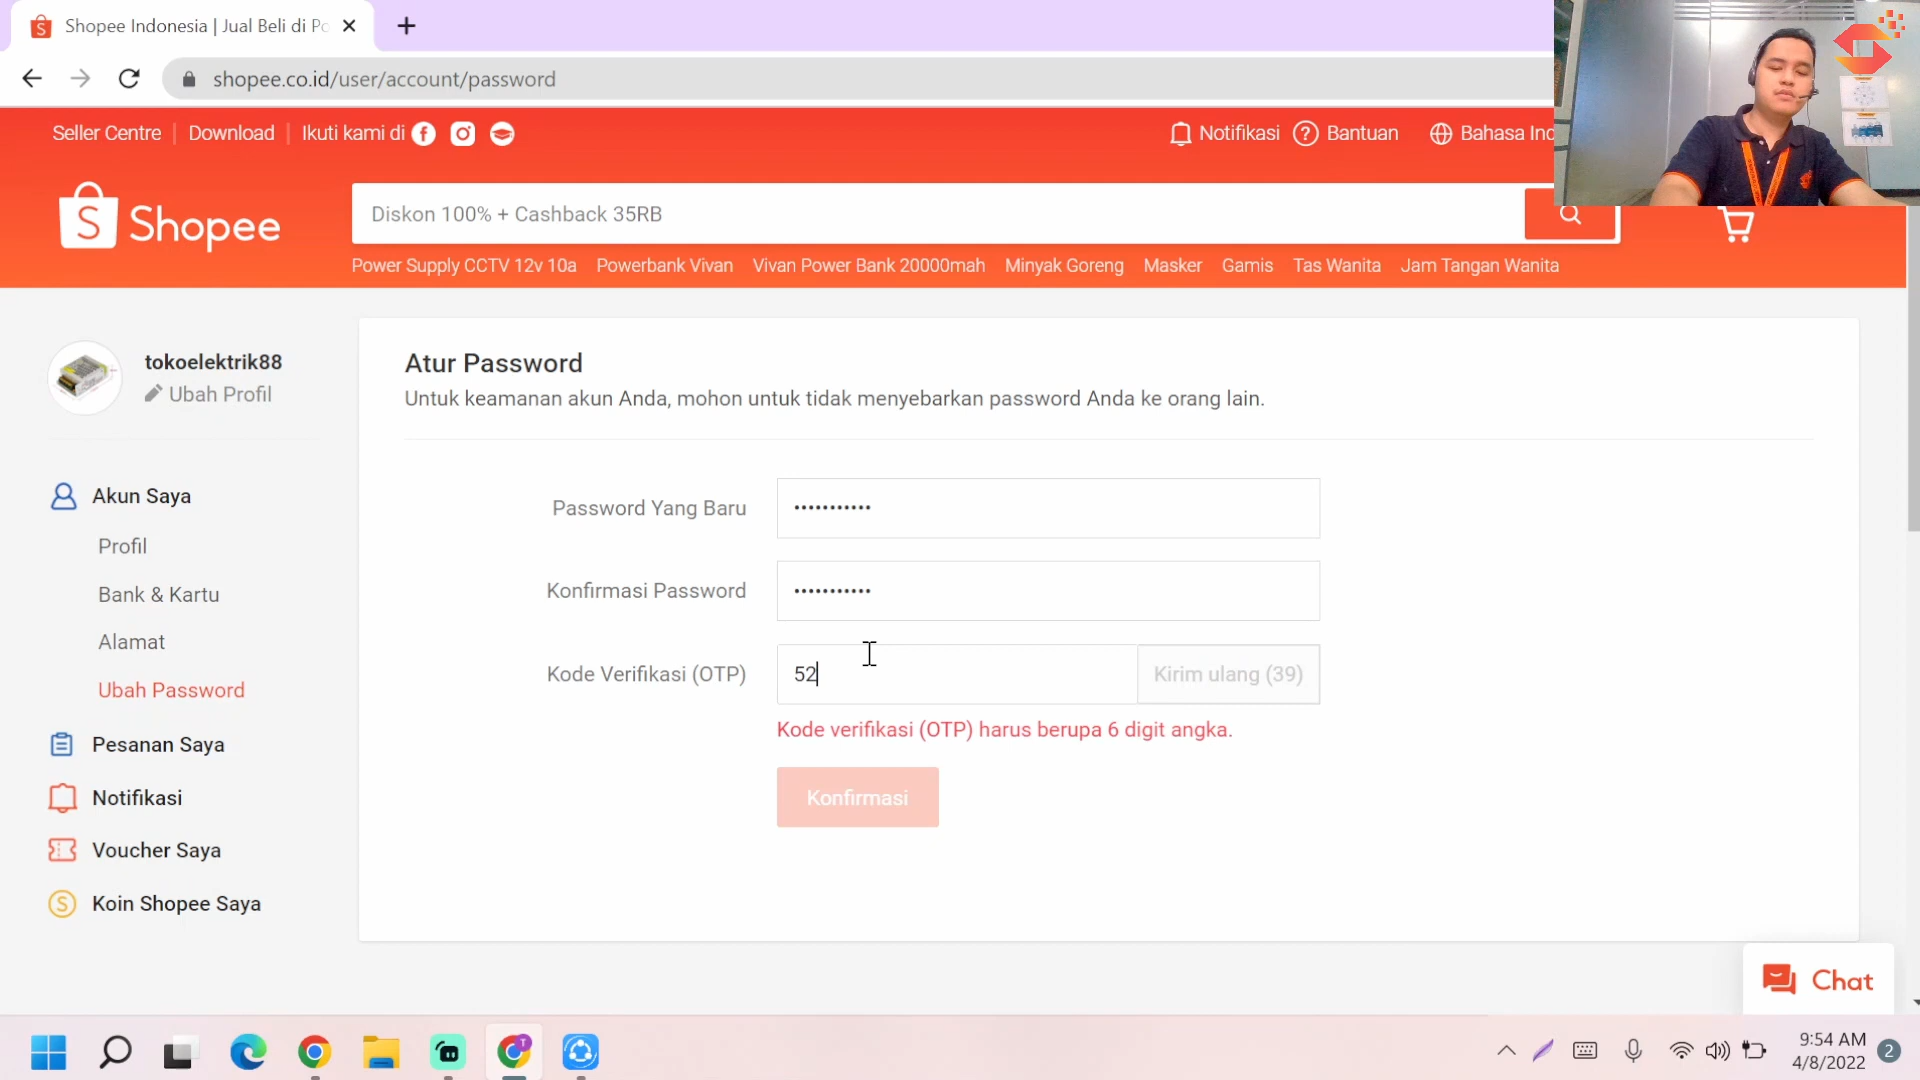 Shopee Indonesia | Jual Beli di Po
shopee.co.id/user/account/password
Seller Centre | Download | Ikuti kami di
Notifikasi
Bantuan
Bahasa Ind
Shopee
Diskon 100% + Cashback 35RB
Power Supply CCTV 12v 10a Powerbank Vivan Vivan Power Bank 20000mah Minyak Goreng Masker Gamis Tas Wanita Jam Tangan Wanita
tokoelektrik88
Ubah Profil
Akun Saya
Profil
Bank & Kartu
Alamat
Ubah Password
Pesanan Saya
Notifikasi
Voucher Saya
Koin Shopee Saya
Atur Password
Untuk keamanan akun Anda, mohon untuk tidak menyebarkan password Anda ke orang lain.
Password Yang Baru
Konfirmasi Password
Kode Verifikasi (OTP) 52 Kirim ulang (39)
Kode verifikasi (OTP) harus berupa 6 digit angka.
Konfirmasi
Chat
9:54 AM
4/8/2022
2